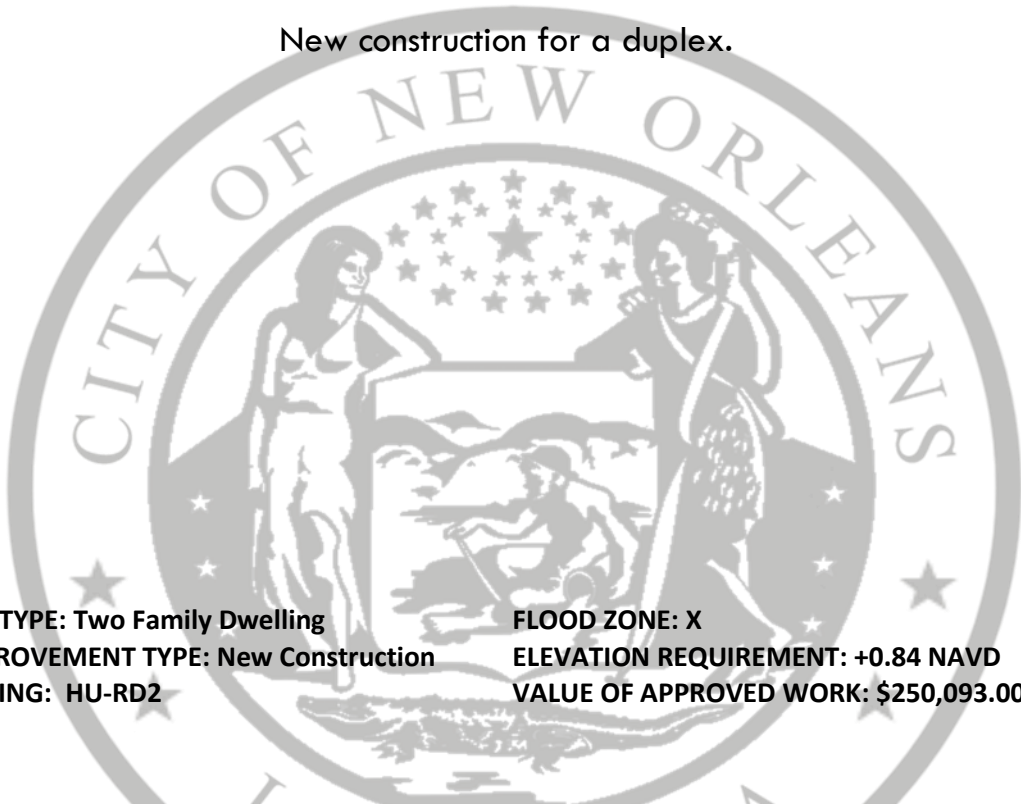 New construction for a duplex.
CITY OF NEW ORLEANS
TYPE: Two Family Dwelling
FLOOD ZONE: X
ROVEMENT TYPE: New Construction
ELEVATION REQUIREMENT: +0.84 NAVD
ING: HU-RD2
VALUE OF APPROVED WORK: $250,093.00